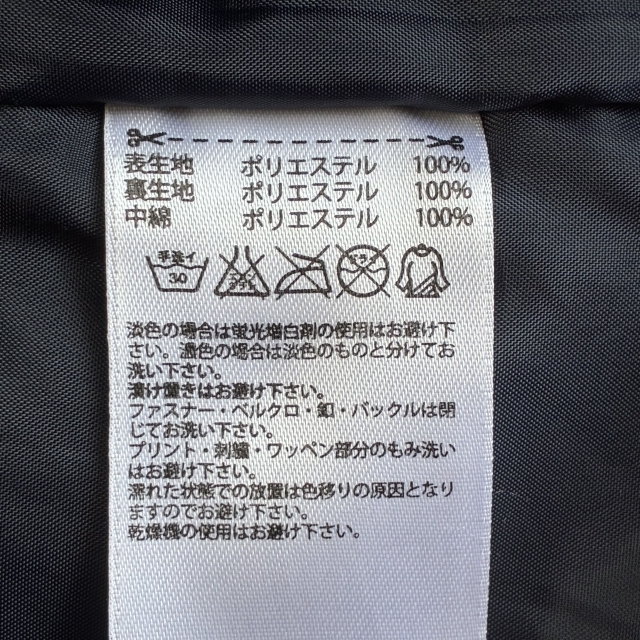 表生地 ポリエステル 100%
裏生地 ポリエステル 100%
中綿 ポリエステル 100%
手洗イ 30
エンソ サラシ
ドライ
淡色の場合は蛍光増白剤の使用はお避け下
さい。濃色の場合は淡色のものと分けてお
洗い下さい。
漬け置きはお避け下さい。
ファスナー・ベルクロ・釦・バックルは閉
じてお洗い下さい。
プリント・刺繍・ワッペン部分のもみ洗い
はお避け下さい。
濡れた状態での放置は色移りの原因となり
ますのでお避け下さい。
乾燥機の使用はお避け下さい。